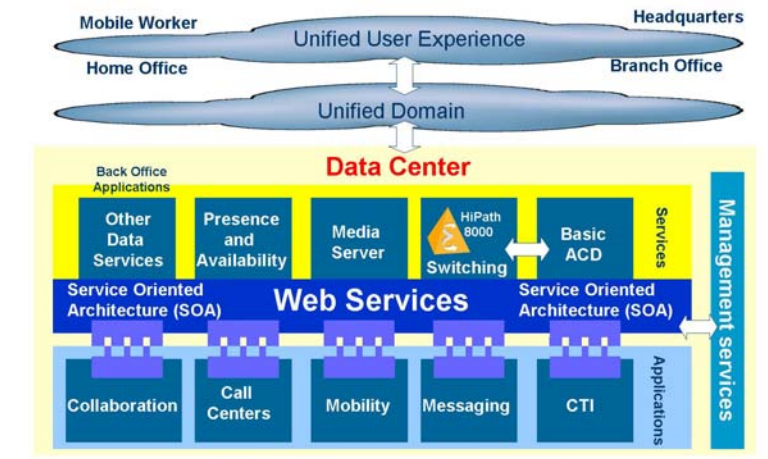 Mobile Worker
Headquarters
Unified User Experience
Home Office
Branch Office
Unified Domain
Data Center
Back Office
Applications
Other
Data
Services
Presence
and
Availability
Media
Server
HiPath
8000
Switching
Basic
ACD
Services
Service Oriented
Architecture (SOA)
Web Services
Service Oriented
Architecture (SOA)
Management services
Collaboration
Call
Centers
Mobility
Messaging
CTI
Applications